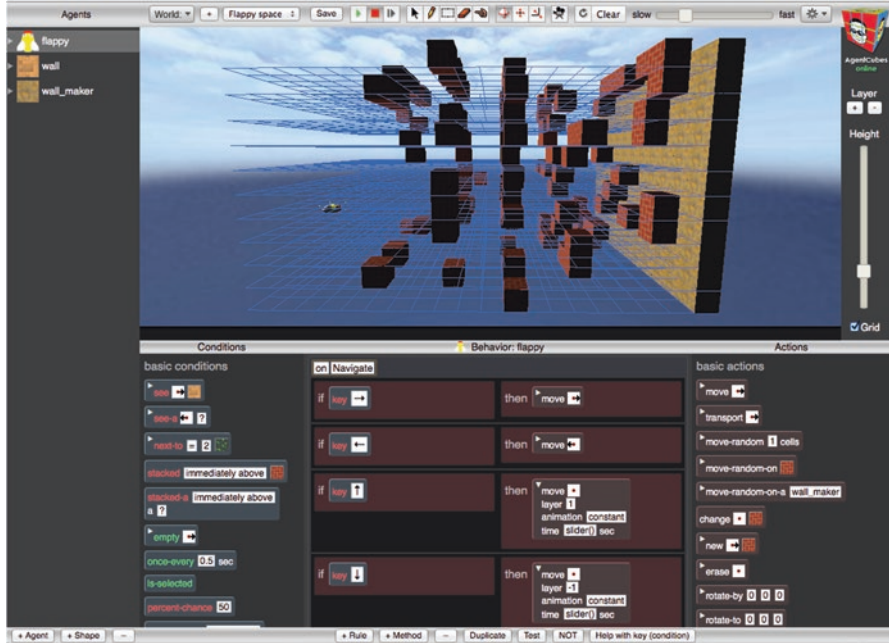 Agents World: + Flappy space Save slow fast Clear
flappy
wall
wall_maker
AgentCubes
online
Layer
+ -
Height
Grid
Conditions Behavior: flappy Actions
basic conditions
see
see-a ?
next-to = 2
stacked immediately above
stacked-a immediately above
a ?
empty
once-every 0.5 sec
is-selected
percent-chance 50
on Navigate
if key → then move
if key ← then move
if key ↑ then move
layer 1
animation constant
time slider() sec
if key ↓ then move
layer -1
animation constant
time slider() sec
basic actions
move
transport
move-random 1 cells
move-random-on
move-random-on-a wall_maker
change
new
erase
rotate-by 0 0 0
rotate-to 0 0 0
+ Agent + Shape - + Rule + Method - Duplicate Test NOT Help with key (condition)